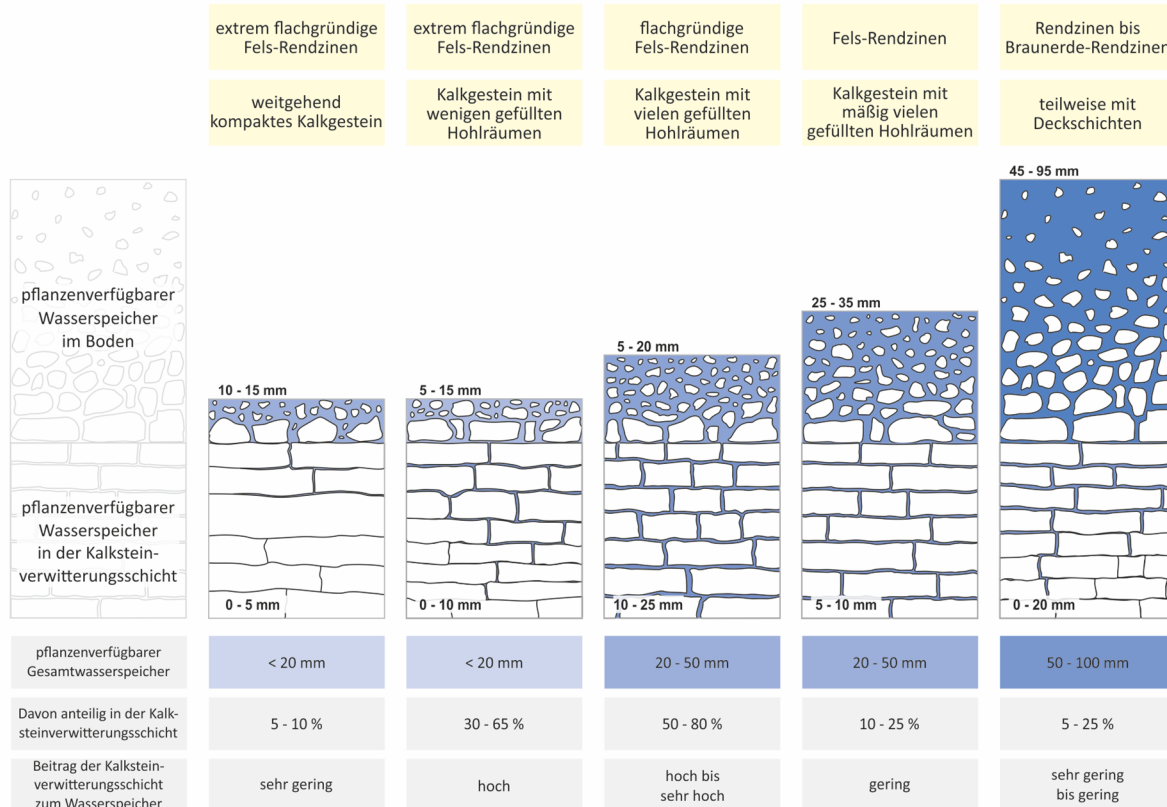 extrem flachgründige
Fels-Rendzinen
extrem flachgründige
Fels-Rendzinen
flachgründige
Fels-Rendzinen
Fels-Rendzinen
Rendzinen bis
Braunerde-Rendzinen
weitgehend
kompaktes Kalkgestein
Kalkgestein mit
wenigen gefüllten
Hohlräumen
Kalkgestein mit
vielen gefüllten
Hohlräumen
Kalkgestein mit
mäßig vielen
gefüllten Hohlräumen
teilweise mit
Deckschichten
pflanzenverfügbarer
Wasserspeicher
im Boden
10 - 15 mm
5 - 15 mm
5 - 20 mm
25 - 35 mm
45 - 95 mm
pflanzenverfügbarer
Wasserspeicher
in der Kalkstein-
verwitterungsschicht
0 - 5 mm
0 - 10 mm
10 - 25 mm
5 - 10 mm
0 - 20 mm
pflanzenverfügbarer
Gesamtwasserspeicher
< 20 mm
< 20 mm
20 - 50 mm
20 - 50 mm
50 - 100 mm
Davon anteilig in der Kalk-
steinverwitterungsschicht
5 - 10 %
30 - 65 %
50 - 80 %
10 - 25 %
5 - 25 %
Beitrag der Kalkstein-
verwitterungsschicht
zum Wasserspeicher
sehr gering
hoch
hoch bis
sehr hoch
gering
sehr gering
bis gering